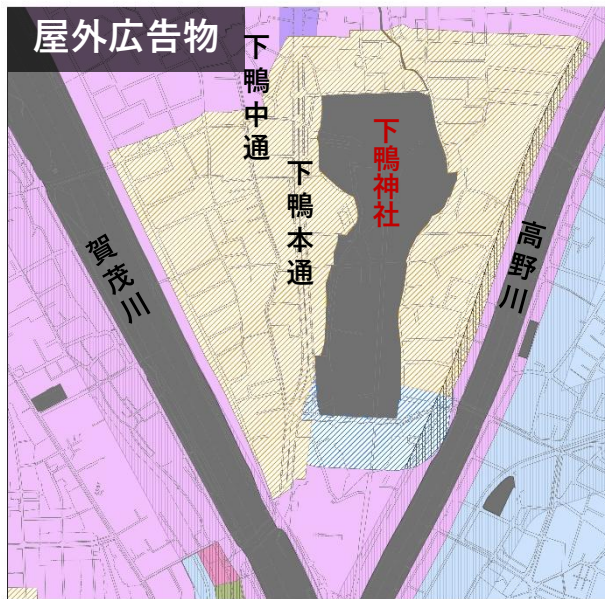 屋外広告物
下鴨中通
下鴨神社
下鴨本通
高野川
賀茂川